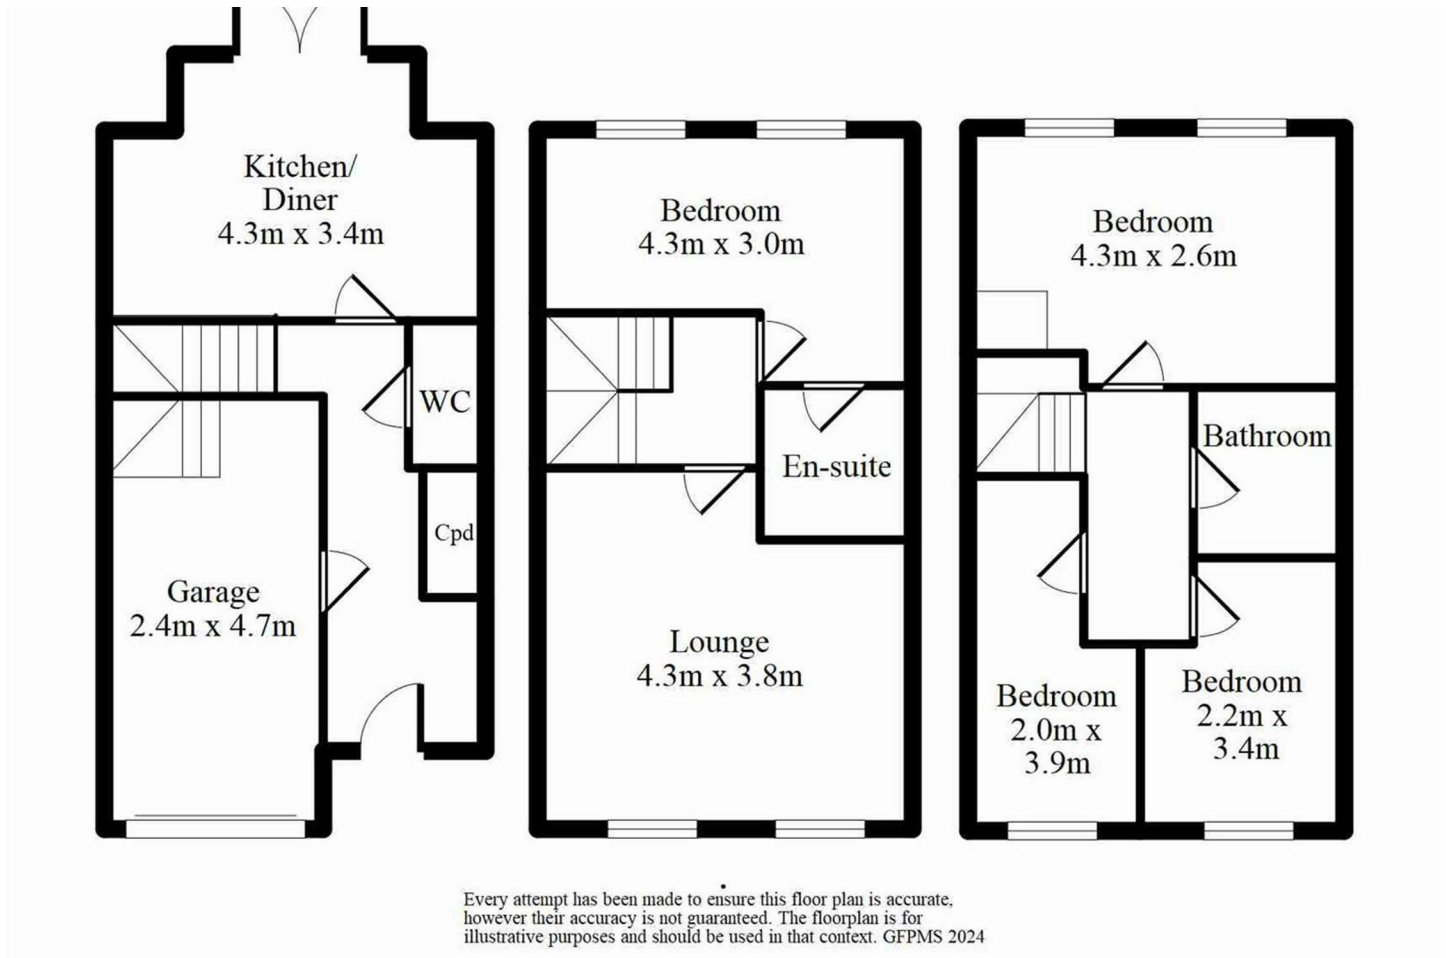 Kitchen/
Diner
4.3m x 3.4m
WC
Cpd
Garage
2.4m x 4.7m
Bedroom
4.3m x 3.0m
En-suite
Lounge
4.3m x 3.8m
Bedroom
4.3m x 2.6m
Bathroom
Bedroom
2.0m x
3.9m
Bedroom
2.2m x
3.4m
Every attempt has been made to ensure this floor plan is accurate,
however their accuracy is not guaranteed. The floorplan is for
illustrative purposes and should be used in that context. GFPMS 2024